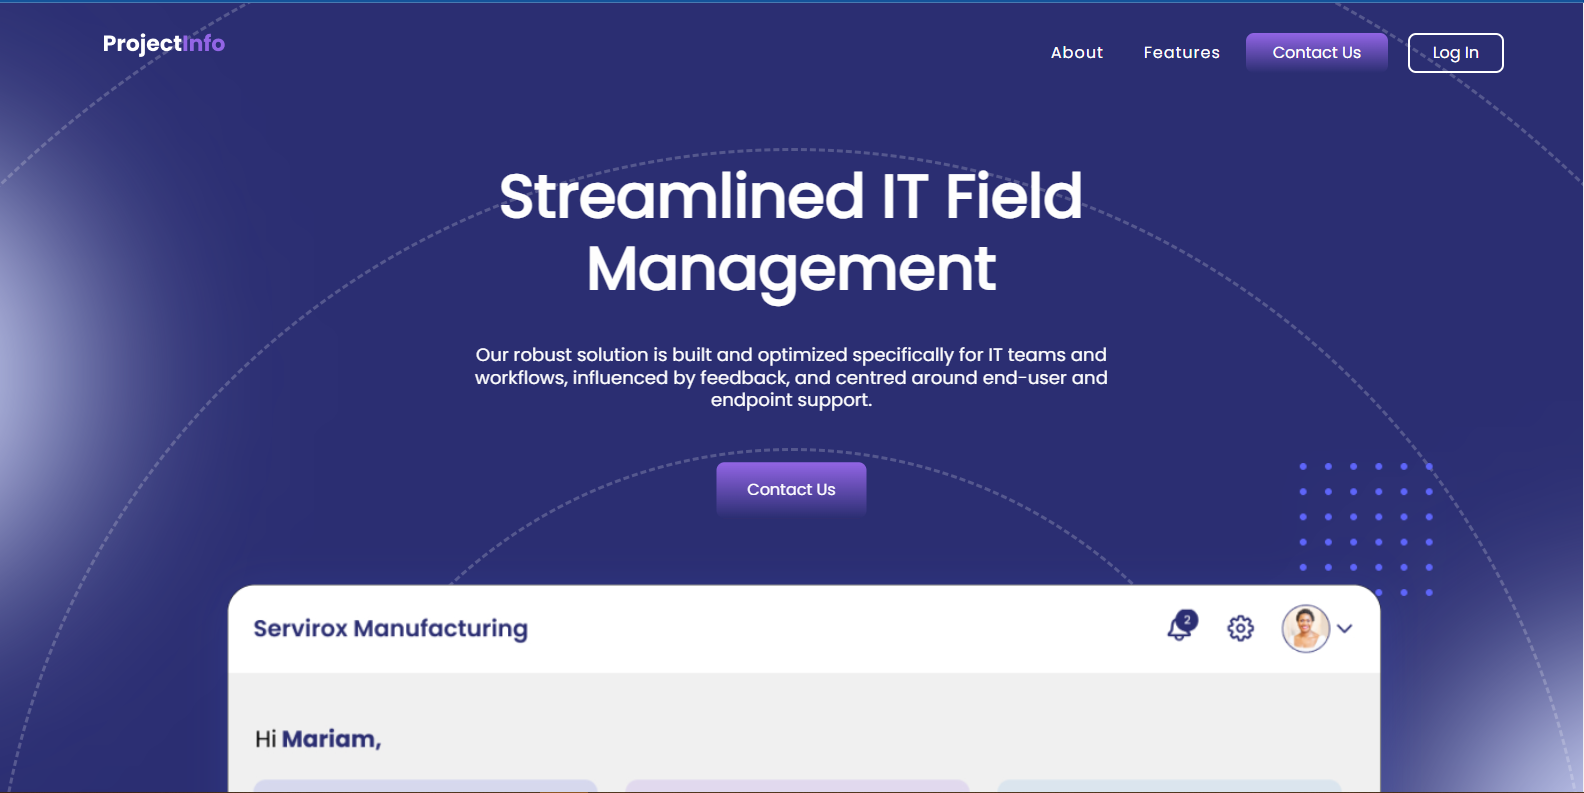 ProjectInfo
About Features Contact Us Log In
Streamlined IT Field
Management
Our robust solution is built and optimized specifically for IT teams and
workflows, influenced by feedback, and centred around end-user and
endpoint support.
Contact Us
Servirox Manufacturing
2
Hi Mariam,